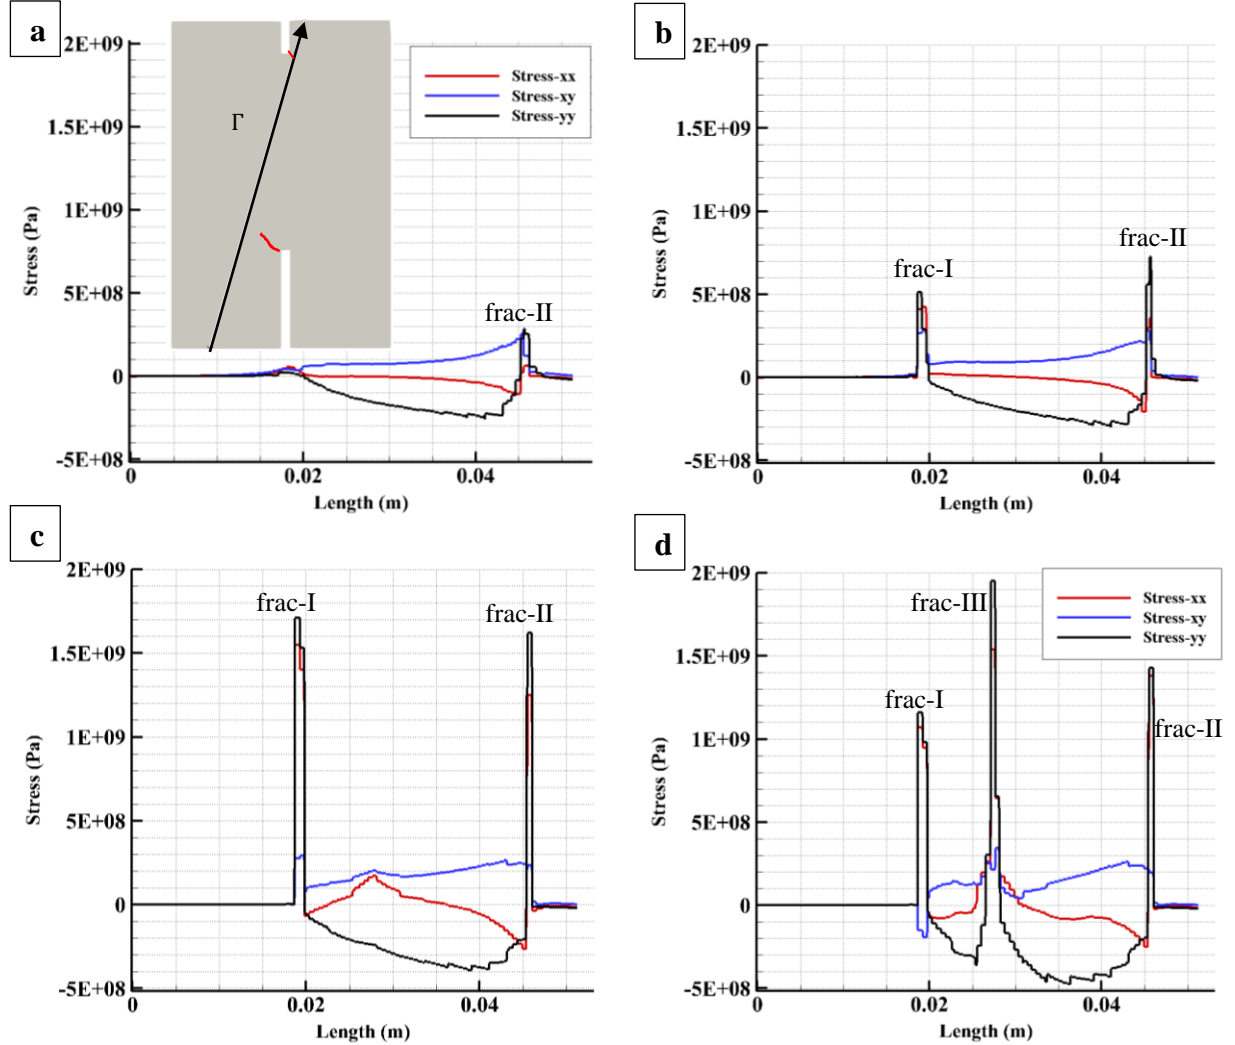 a
2E+09
1.5E+09
1E+09
5E+08
0
-5E+08
Stress (Pa)
Γ
Stress-xx
Stress-xy
Stress-yy
frac-II
0 0.02 0.04
Length (m)
b
2E+09
1.5E+09
1E+09
5E+08
0
-5E+08
Stress (Pa)
frac-I
frac-II
0 0.02 0.04
Length (m)
c
2E+09
1.5E+09
1E+09
5E+08
0
-5E+08
Stress (Pa)
frac-I
frac-II
0 0.02 0.04
Length (m)
d
2E+09
1.5E+09
1E+09
5E+08
0
-5E+08
Stress (Pa)
Stress-xx
Stress-xy
Stress-yy
frac-III
frac-I
frac-II
0 0.02 0.04
Length (m)